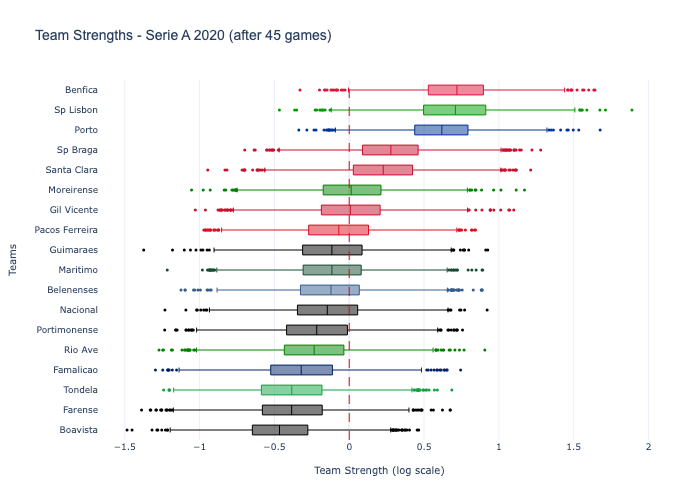 Team Strengths - Serie A 2020 (after 45 games)
Benfica
Sp Lisbon
Porto
Sp Braga
Santa Clara
Moreirense
Gil Vicente
Pacos Ferreira
Guimaraes
Maritimo
Belenenses
Nacional
Portimonense
Rio Ave
Famalicao
Tondela
Farense
Boavista
Teams
−1.5 −1 −0.5 0 0.5 1 1.5 2
Team Strength (log scale)